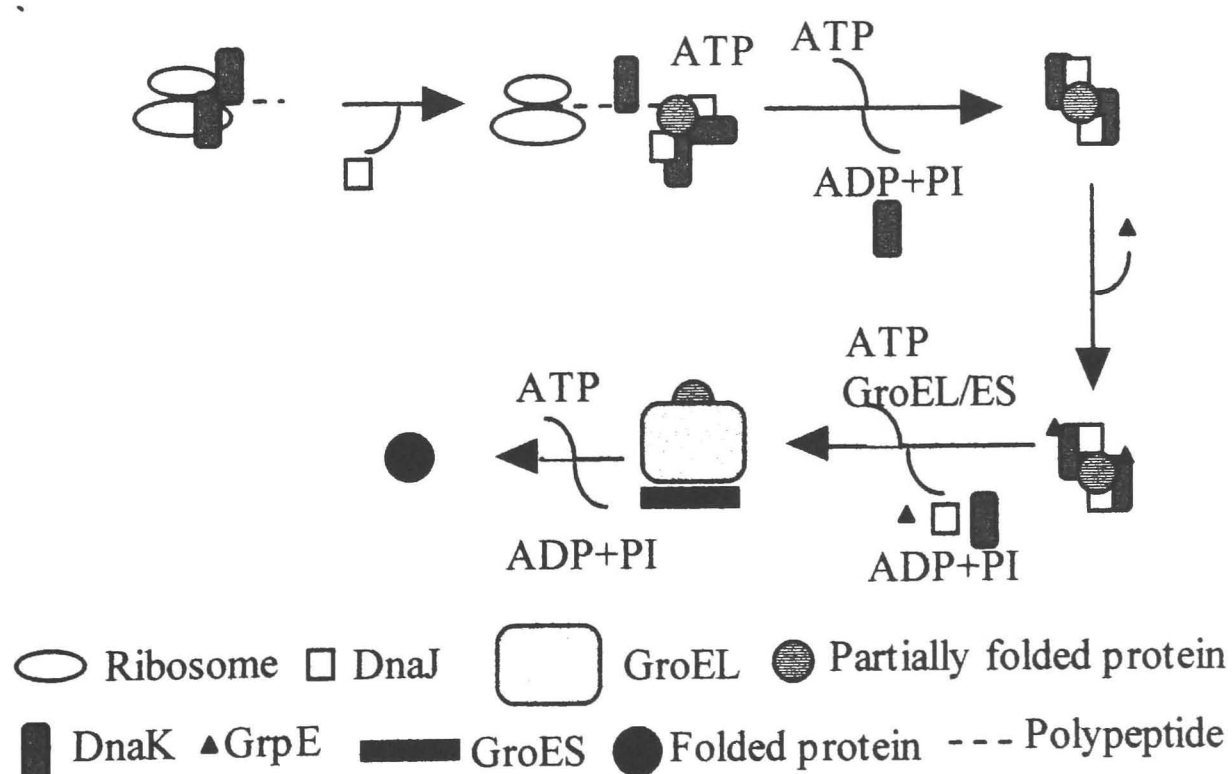 ATP
ATP
ADP+PI
ATP
GroEL/ES
ATP
ADP+PI
ADP+PI
Ribosome DnaJ GroEL Partially folded protein
DnaK GrpE GroES Folded protein Polypeptide